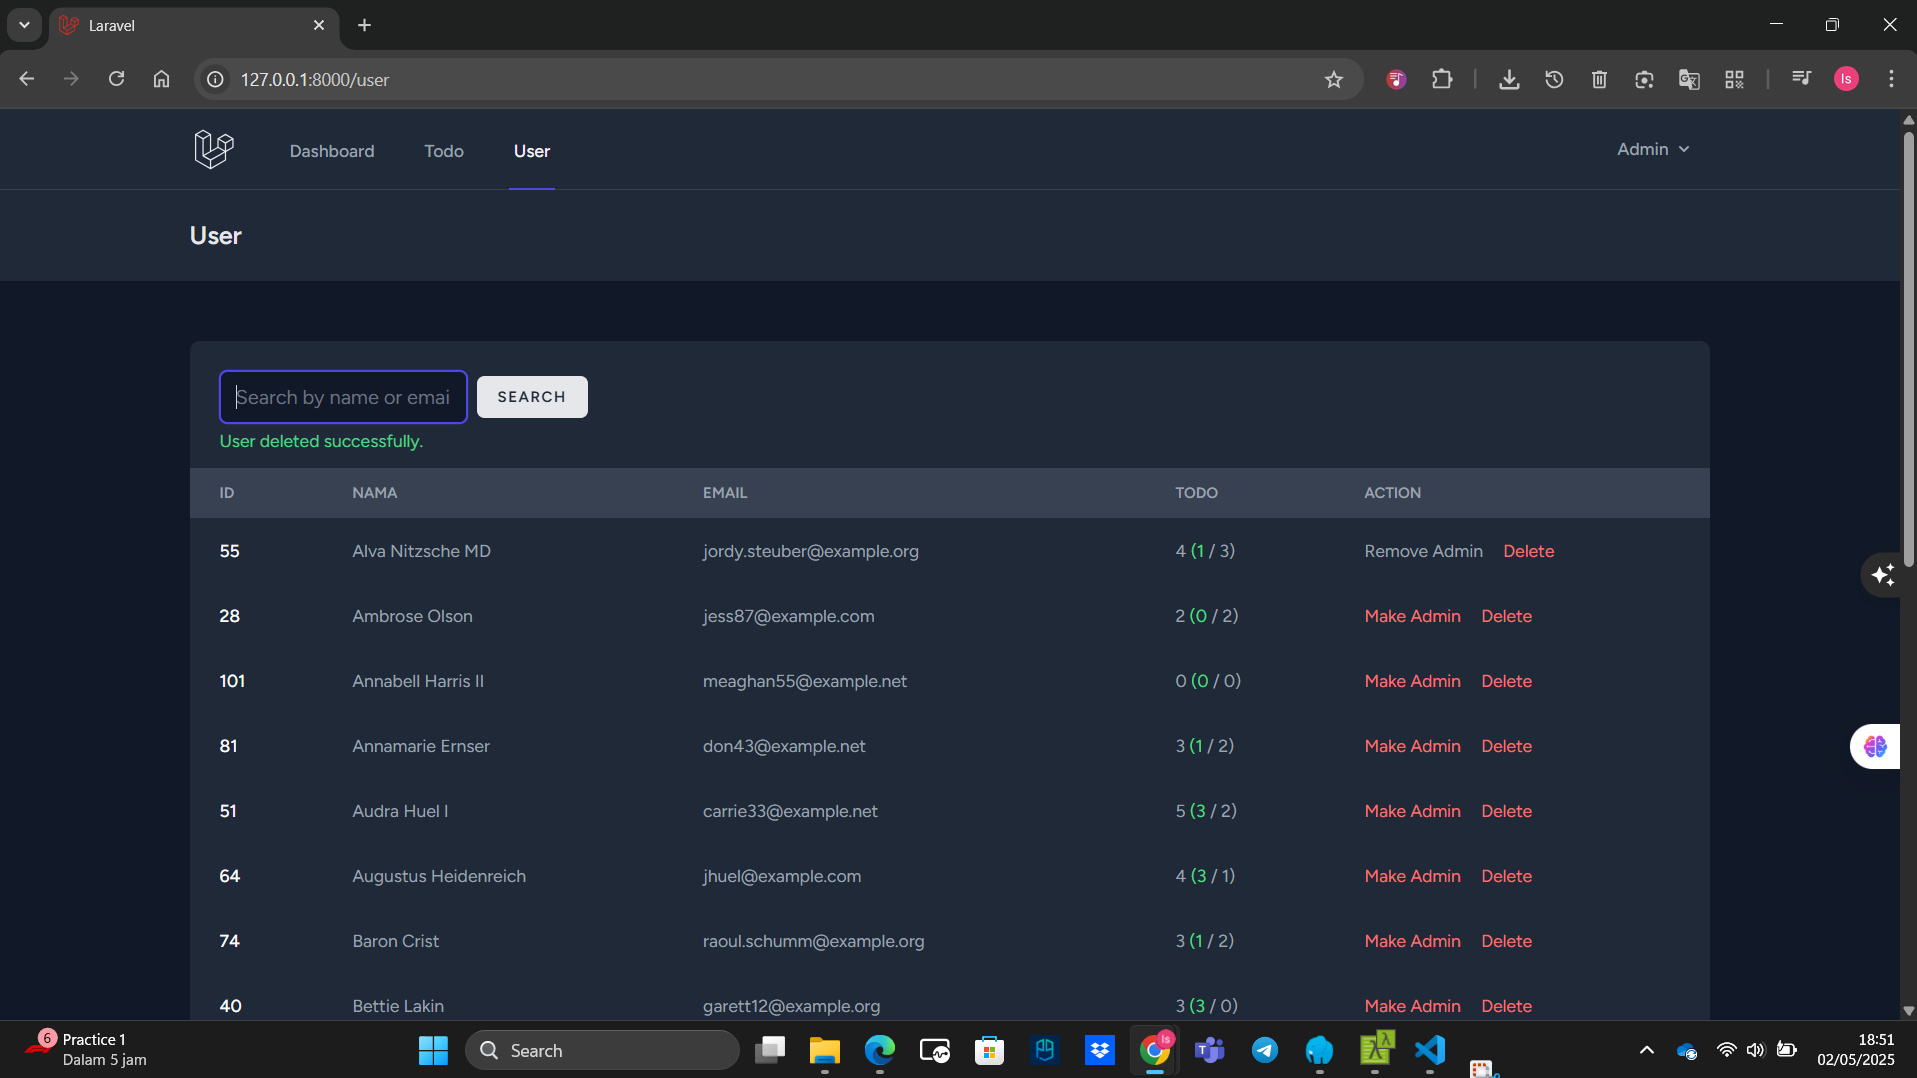 Laravel
127.0.0.1:8000/user
Is
Dashboard Todo User Admin
User
Search by name or emai SEARCH
User deleted successfully.
ID NAMA EMAIL TODO ACTION
55 Alva Nitzsche MD jordy.steuber@example.org 4 (1 / 3) Remove Admin Delete
28 Ambrose Olson jess87@example.com 2 (0 / 2) Make Admin Delete
101 Annabell Harris II meaghan55@example.net 0 (0 / 0) Make Admin Delete
81 Annamarie Ernser don43@example.net 3 (1 / 2) Make Admin Delete
51 Audra Huel I carrie33@example.net 5 (3 / 2) Make Admin Delete
64 Augustus Heidenreich jhuel@example.com 4 (3 / 1) Make Admin Delete
74 Baron Crist raoul.schumm@example.org 3 (1 / 2) Make Admin Delete
40 Bettie Lakin garett12@example.org 3 (3 / 0) Make Admin Delete
6 Practice 1
Dalam 5 jam
Search
18:51
02/05/2025